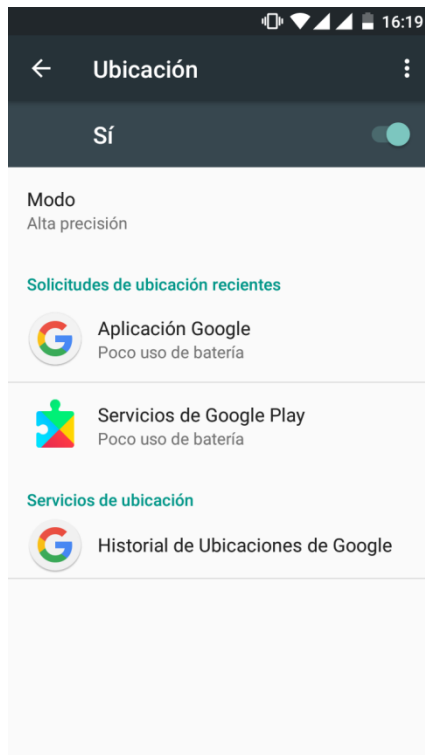 16:19
Ubicación
Sí
Modo
Alta precisión
Solicitudes de ubicación recientes
Aplicación Google
Poco uso de batería
Servicios de Google Play
Poco uso de batería
Servicios de ubicación
Historial de Ubicaciones de Google